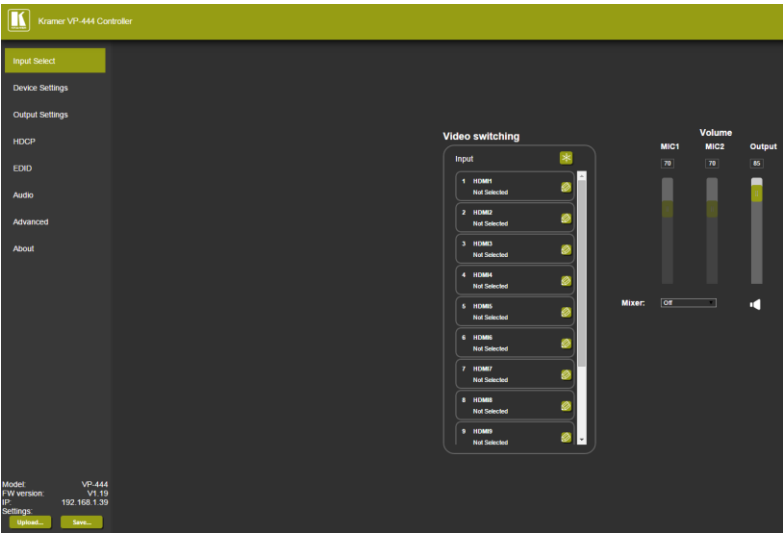 Kramer VP-444 Controller
Input Select
Device Settings
Output Settings
HDCP
EDID
Audio
Advanced
About
Model: VP-444
FW version: V1.19
IP: 192.168.1.39
Settings:
Upload... Save...
Video switching
Input
1 HDMI1
Not Selected
2 HDMI2
Not Selected
3 HDMI3
Not Selected
4 HDMI4
Not Selected
5 HDMI5
Not Selected
6 HDMI6
Not Selected
7 HDMI7
Not Selected
8 HDMI8
Not Selected
9 HDMI9
Not Selected
Volume
MIC1 MIC2 Output
70 70 85
Mixer: Off